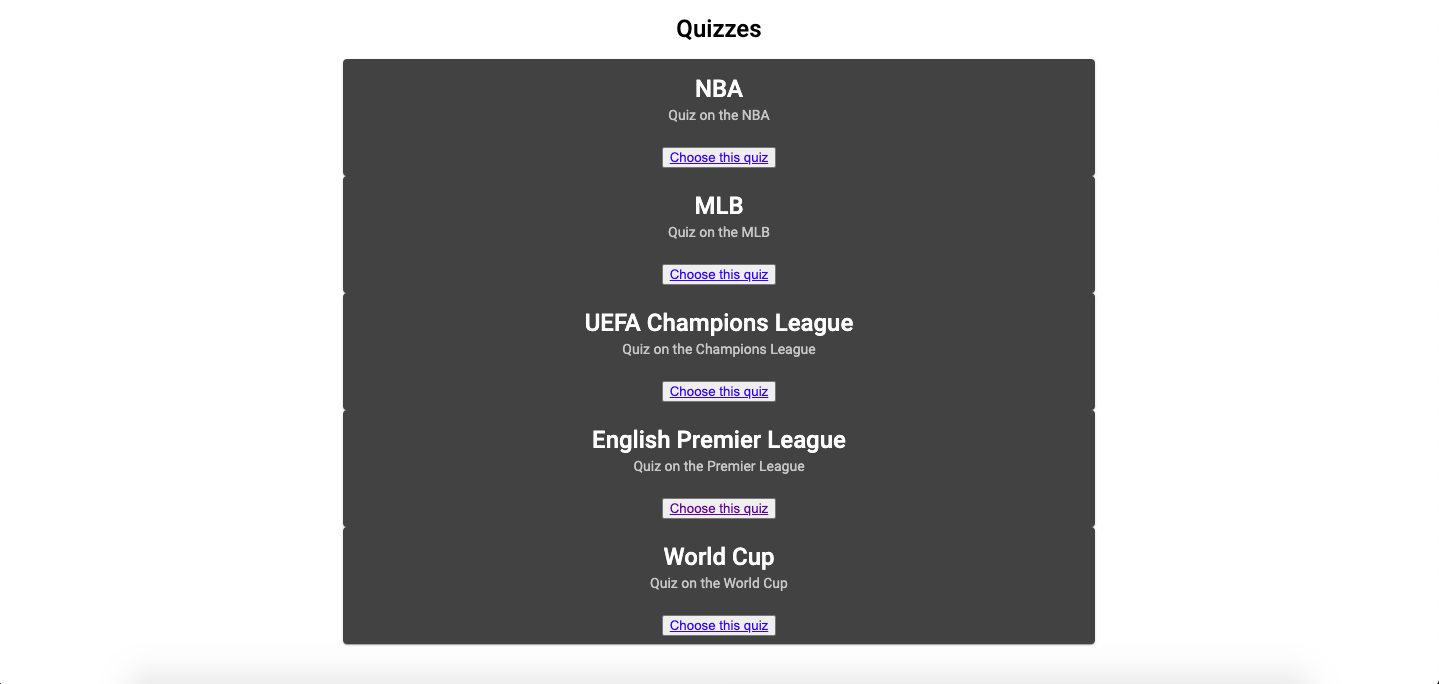 Quizzes
NBA
Quiz on the NBA
Choose this quiz
MLB
Quiz on the MLB
Choose this quiz
UEFA Champions League
Quiz on the Champions League
Choose this quiz
English Premier League
Quiz on the Premier League
Choose this quiz
World Cup
Quiz on the World Cup
Choose this quiz